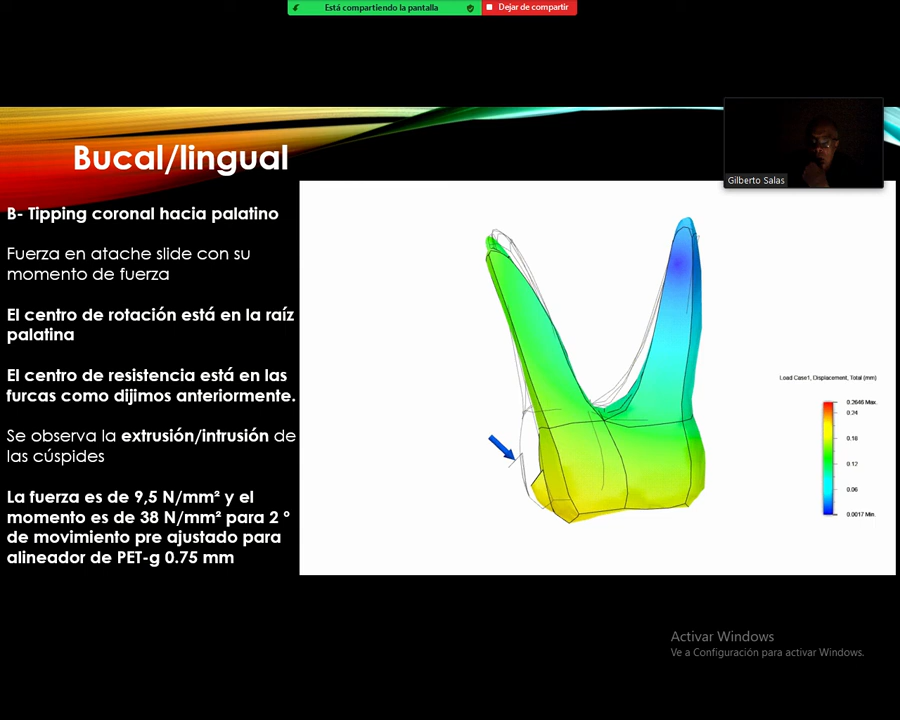 Está compartiendo la pantalla
Dejar de compartir
Bucal/lingual
Gilberto Salas
B- Tipping coronal hacia palatino
Fuerza en atache slide con su
momento de fuerza
El centro de rotación está en la raíz
palatina
El centro de resistencia está en las
furcas como dijimos anteriormente.
Se observa la extrusión/intrusión de
las cúspides
La fuerza es de 9,5 N/mm² y el
momento es de 38 N/mm² para 2 º
de movimiento pre ajustado para
alineador de PET-g 0.75 mm
Load Case1, Displacement, Total (mm)
0.2646 Max.
0.24
0.18
0.12
0.06
0.0017 Min.
Activar Windows
Ve a Configuración para activar Windows.